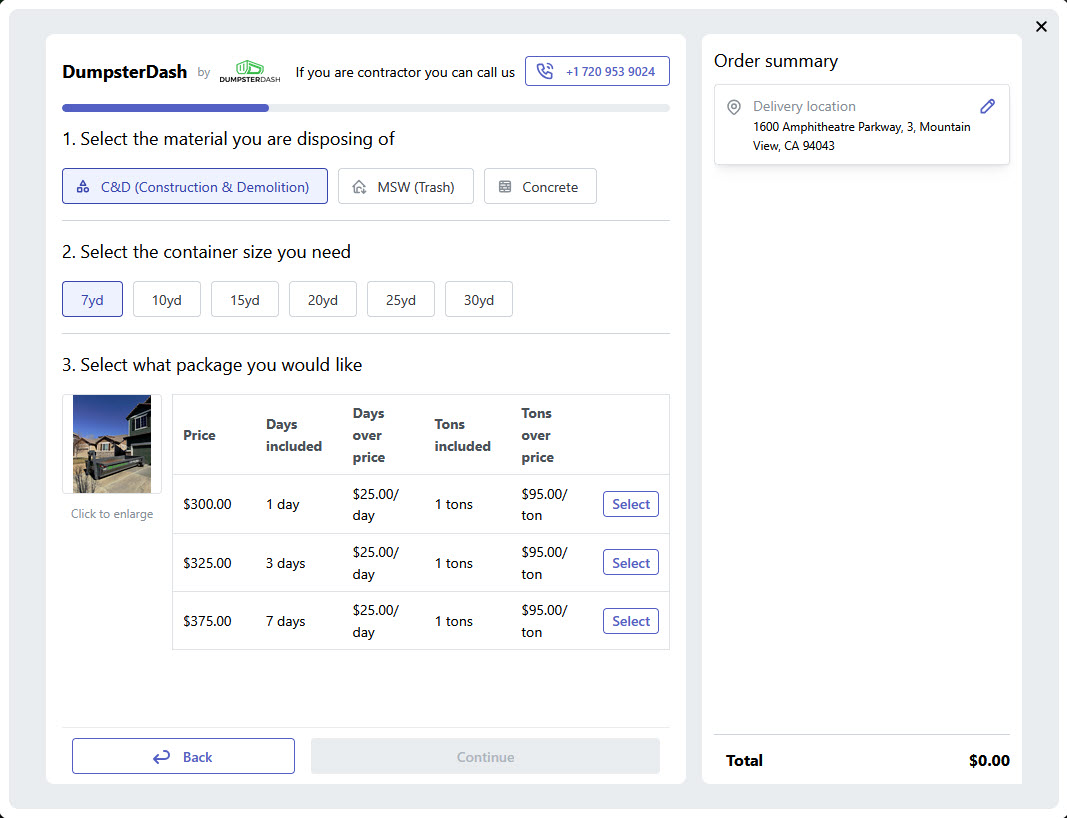 DumpsterDash by DUMPSTERDASH If you are contractor you can call us +1 720 953 9024
1. Select the material you are disposing of
C&D (Construction & Demolition) MSW (Trash) Concrete
2. Select the container size you need
7yd 10yd 15yd 20yd 25yd 30yd
3. Select what package you would like
Click to enlarge
Price Days included Days over price Tons included Tons over price
$300.00 1 day $25.00/ day 1 tons $95.00/ ton Select
$325.00 3 days $25.00/ day 1 tons $95.00/ ton Select
$375.00 7 days $25.00/ day 1 tons $95.00/ ton Select
Back Continue
Order summary
Delivery location
1600 Amphitheatre Parkway, 3, Mountain
View, CA 94043
Total $0.00